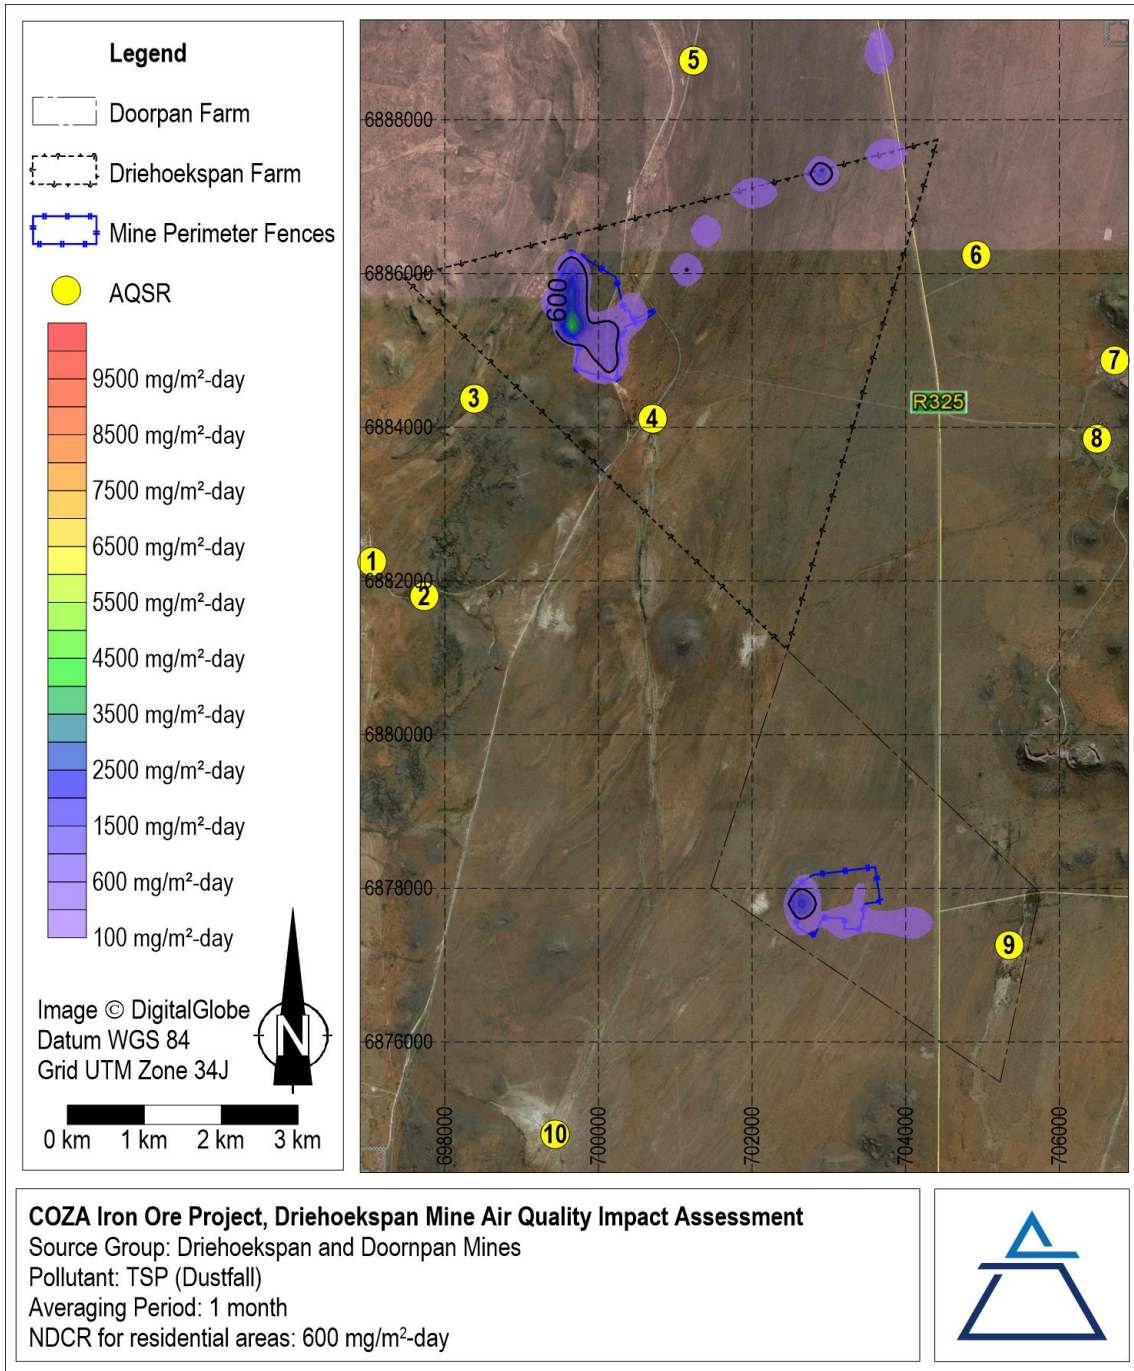 Legend
Doorpan Farm
Driehoekspan Farm
Mine Perimeter Fences
AQSR
9500 mg/m²-day
8500 mg/m²-day
7500 mg/m²-day
6500 mg/m²-day
5500 mg/m²-day
4500 mg/m²-day
3500 mg/m²-day
2500 mg/m²-day
1500 mg/m²-day
600 mg/m²-day
100 mg/m²-day
Image © DigitalGlobe
Datum WGS 84
Grid UTM Zone 34J
N
0 km 1 km 2 km 3 km
5
6888000
6
6886000
600
7
3
R325
4
6884000
8
1
6882000
2
6880000
6878000
9
6876000
10
698000
700000
702000
704000
706000
COZA Iron Ore Project, Driehoekspan Mine Air Quality Impact Assessment
Source Group: Driehoekspan and Doornpan Mines
Pollutant: TSP (Dustfall)
Averaging Period: 1 month
NDCR for residential areas: 600 mg/m²-day